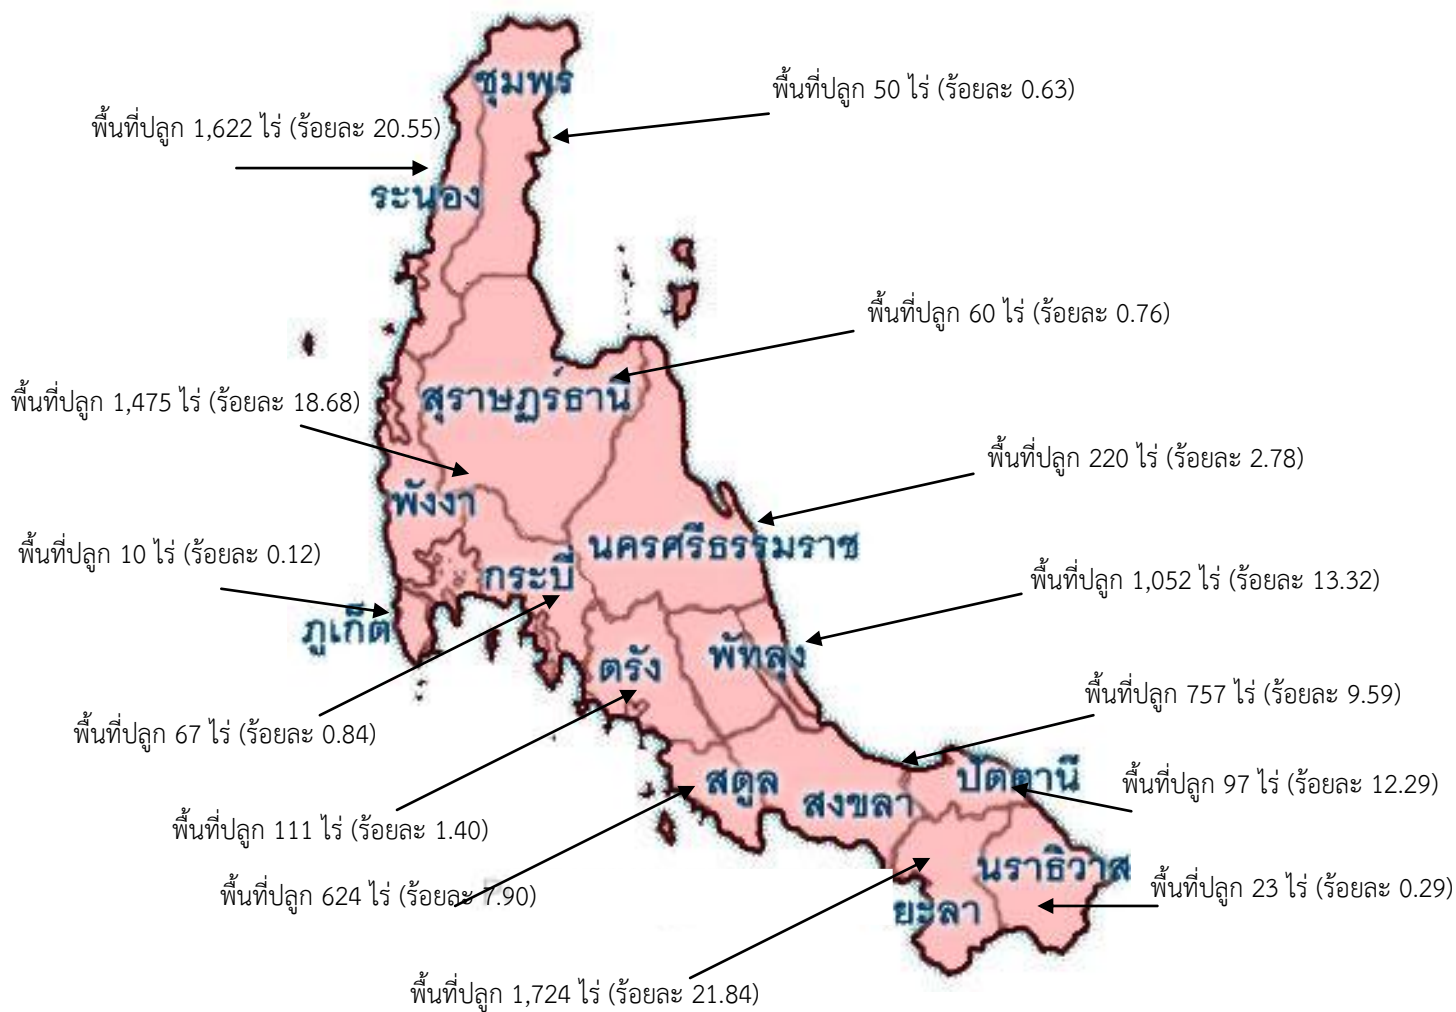 ชุมพร
พื้นที่ปลูก 50 ไร่ (ร้อยละ 0.63)
พื้นที่ปลูก 1,622 ไร่ (ร้อยละ 20.55)
ระนอง
พื้นที่ปลูก 60 ไร่ (ร้อยละ 0.76)
พื้นที่ปลูก 1,475 ไร่ (ร้อยละ 18.68)
สุราษฎร์ธานี
พื้นที่ปลูก 220 ไร่ (ร้อยละ 2.78)
พังงา
พื้นที่ปลูก 10 ไร่ (ร้อยละ 0.12)
นครศรีธรรมราช
กระบี่
พื้นที่ปลูก 1,052 ไร่ (ร้อยละ 13.32)
ภูเก็ต
ตรัง
พัทลุง
พื้นที่ปลูก 757 ไร่ (ร้อยละ 9.59)
พื้นที่ปลูก 67 ไร่ (ร้อยละ 0.84)
สตูล
สงขลา
ปัตตานี
พื้นที่ปลูก 97 ไร่ (ร้อยละ 12.29)
พื้นที่ปลูก 111 ไร่ (ร้อยละ 1.40)
นราธิวาส
พื้นที่ปลูก 23 ไร่ (ร้อยละ 0.29)
พื้นที่ปลูก 624 ไร่ (ร้อยละ 7.90)
ยะลา
พื้นที่ปลูก 1,724 ไร่ (ร้อยละ 21.84)